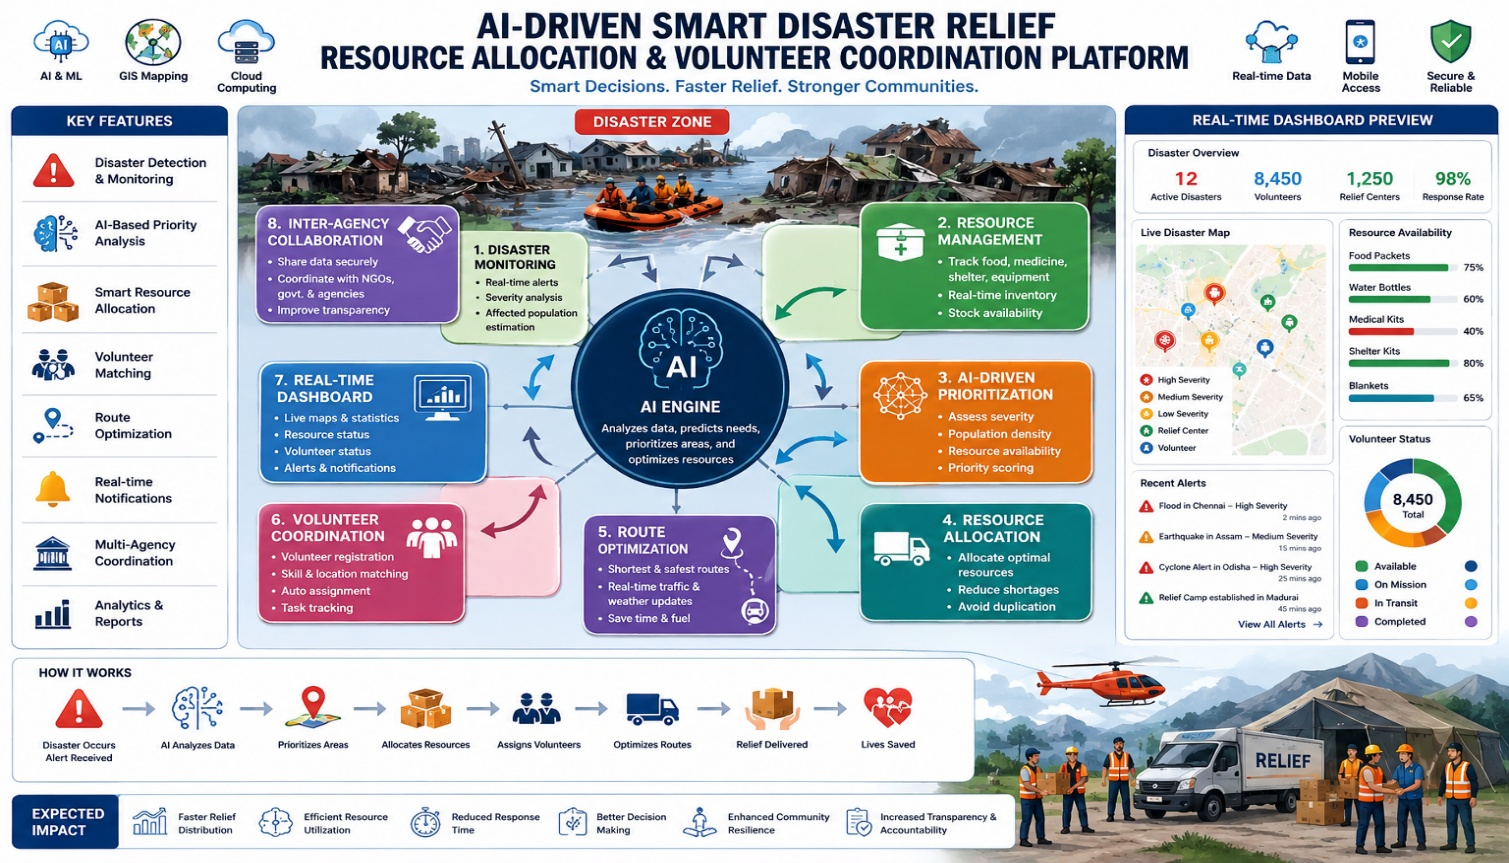 AI-DRIVEN SMART DISASTER RELIEF
RESOURCE ALLOCATION & VOLUNTEER COORDINATION PLATFORM
Smart Decisions. Faster Relief. Stronger Communities.
AI
AI & ML
GIS Mapping
Cloud
Computing
Real-time Data
Mobile
Access
Secure &
Reliable
KEY FEATURES
Disaster Detection
& Monitoring
AI-Based Priority
Analysis
Smart Resource
Allocation
Volunteer
Matching
Route
Optimization
Real-time
Notifications
Multi-Agency
Coordination
Analytics &
Reports
DISASTER ZONE
8. INTER-AGENCY
COLLABORATION
• Share data securely
• Coordinate with NGOs,
govt. & agencies
• Improve transparency
1. DISASTER
MONITORING
• Real-time alerts
• Severity analysis
• Affected population
estimation
2. RESOURCE
MANAGEMENT
• Track food, medicine,
shelter, equipment
• Real-time inventory
• Stock availability
7. REAL-TIME
DASHBOARD
• Live maps & statistics
• Resource status
• Volunteer status
• Alerts & notifications
AI
AI ENGINE
Analyzes data, predicts needs,
prioritizes areas, and
optimizes resources
3. AI-DRIVEN
PRIORITIZATION
• Assess severity
• Population density
• Resource availability
• Priority scoring
6. VOLUNTEER
COORDINATION
• Volunteer registration
• Skill & location matching
• Auto assignment
• Task tracking
5. ROUTE
OPTIMIZATION
• Shortest & safest routes
• Real-time traffic &
weather updates
• Save time & fuel
4. RESOURCE
ALLOCATION
• Allocate optimal
resources
• Reduce shortages
• Avoid duplication
REAL-TIME DASHBOARD PREVIEW
Disaster Overview
12
Active Disasters
8,450
Volunteers
1,250
Relief Centers
98%
Response Rate
Live Disaster Map
High Severity
Medium Severity
Low Severity
Relief Center
Volunteer
Resource Availability
Food Packets
75%
Water Bottles
60%
Medical Kits
40%
Shelter Kits
80%
Blankets
65%
Recent Alerts
Flood in Chennai – High Severity
2 mins ago
Earthquake in Assam – Medium Severity
15 mins ago
Cyclone Alert in Odisha – High Severity
25 mins ago
Relief Camp established in Madurai
45 mins ago
View All Alerts →
Volunteer Status
8,450
Total
Available
On Mission
In Transit
Completed
HOW IT WORKS
Disaster Occurs
Alert Received
AI Analyzes Data
Prioritizes Areas
Allocates Resources
Assigns Volunteers
Optimizes Routes
Relief Delivered
Lives Saved
RELIEF
EXPECTED
IMPACT
Faster Relief
Distribution
Efficient Resource
Utilization
Reduced Response
Time
Better Decision
Making
Enhanced Community
Resilience
Increased Transparency &
Accountability